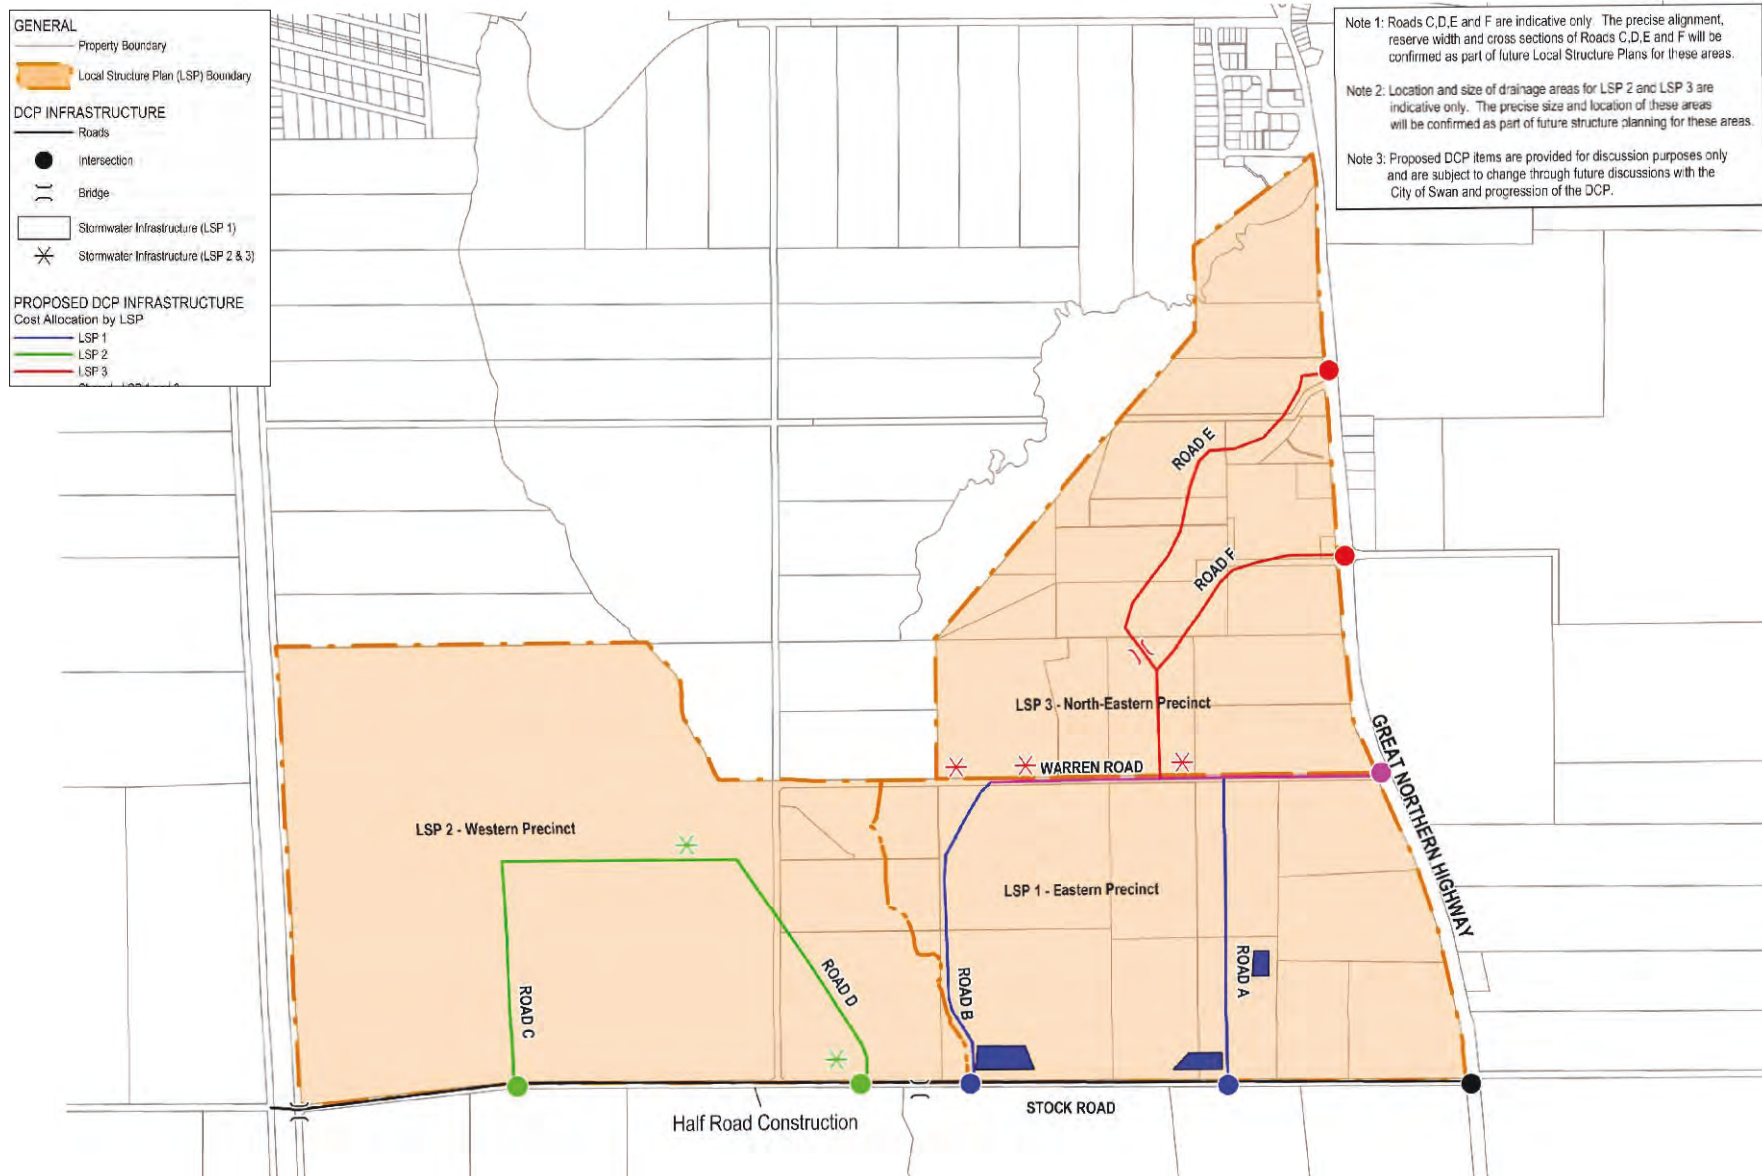 GENERAL
Property Boundary
Local Structure Plan (LSP) Boundary
DCP INFRASTRUCTURE
Roads
Intersection
Bridge
Stormwater Infrastructure (LSP 1)
Stormwater Infrastructure (LSP 2 & 3)
PROPOSED DCP INFRASTRUCTURE
Cost Allocation by LSP
LSP 1
LSP 2
LSP 3
Note 1: Roads C,D,E and F are indicative only. The precise alignment,
reserve width and cross sections of Roads C,D,E and F will be
confirmed as part of future Local Structure Plans for these areas.
Note 2: Location and size of drainage areas for LSP 2 and LSP 3 are
indicative only. The precise size and location of these areas
will be confirmed as part of future structure planning for these areas.
Note 3: Proposed DCP items are provided for discussion purposes only
and are subject to change through future discussions with the
City of Swan and progression of the DCP.
ROAD E
ROAD F
LSP 3 - North-Eastern Precinct
WARREN ROAD
GREAT NORTHERN HIGHWAY
LSP 2 - Western Precinct
LSP 1 - Eastern Precinct
ROAD C
ROAD D
ROAD B
ROAD A
STOCK ROAD
Half Road Construction